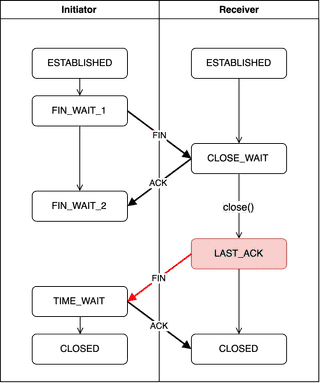 Initiator
Receiver
ESTABLISHED
ESTABLISHED
FIN_WAIT_1
FIN
CLOSE_WAIT
ACK
FIN_WAIT_2
close()
LAST_ACK
FIN
TIME_WAIT
ACK
CLOSED
CLOSED